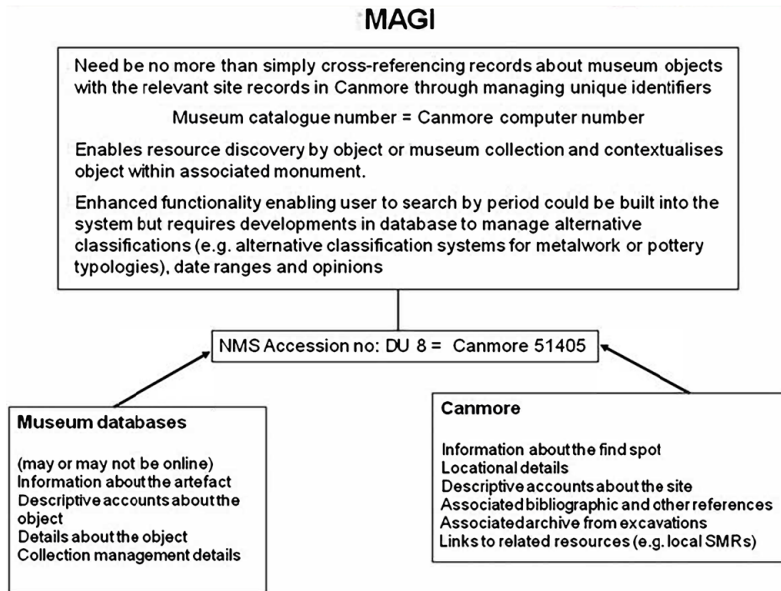 MAGI
Need be no more than simply cross-referencing records about museum objects
with the relevant site records in Canmore through managing unique identifiers
Museum catalogue number = Canmore computer number
Enables resource discovery by object or museum collection and contextualises
object within associated monument.
Enhanced functionality enabling user to search by period could be built into the
system but requires developments in database to manage alternative
classifications (e.g. alternative classification systems for metalwork or pottery
typologies), date ranges and opinions
NMS Accession no: DU 8 = Canmore 51405
Museum databases
(may or may not be online)
Information about the artefact
Descriptive accounts about the
object
Details about the object
Collection management details
Canmore
Information about the find spot
Locational details
Descriptive accounts about the site
Associated bibliographic and other references
Associated archive from excavations
Links to related resources (e.g. local SMRs)